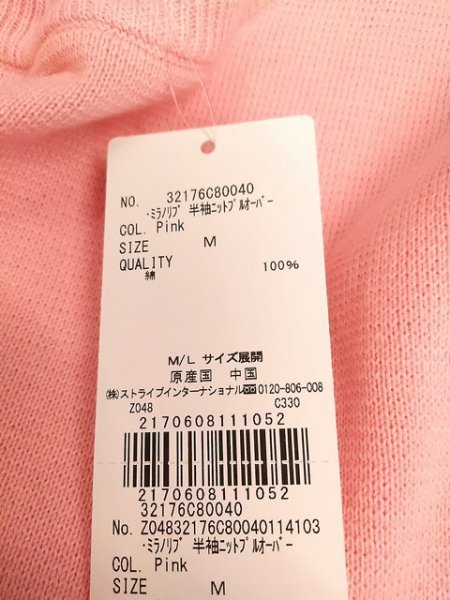 NO. 32176C80040
・ﾐﾗﾉﾘﾌﾞ 半袖ﾆｯﾄﾌﾟﾙｵｰﾊﾞｰ
COL. Pink
SIZE M
QUALITY 100%
綿
M/L サイズ展開
原産国 中国
㈱ストライプインターナショナル 0120-806-008
Z048 C330
2170608111052
2170608111052
32176C80040
No. Z04832176C80040114103
・ﾐﾗﾉﾘﾌﾞ 半袖ﾆｯﾄﾌﾟﾙｵｰﾊﾞｰ
COL. Pink
SIZE M